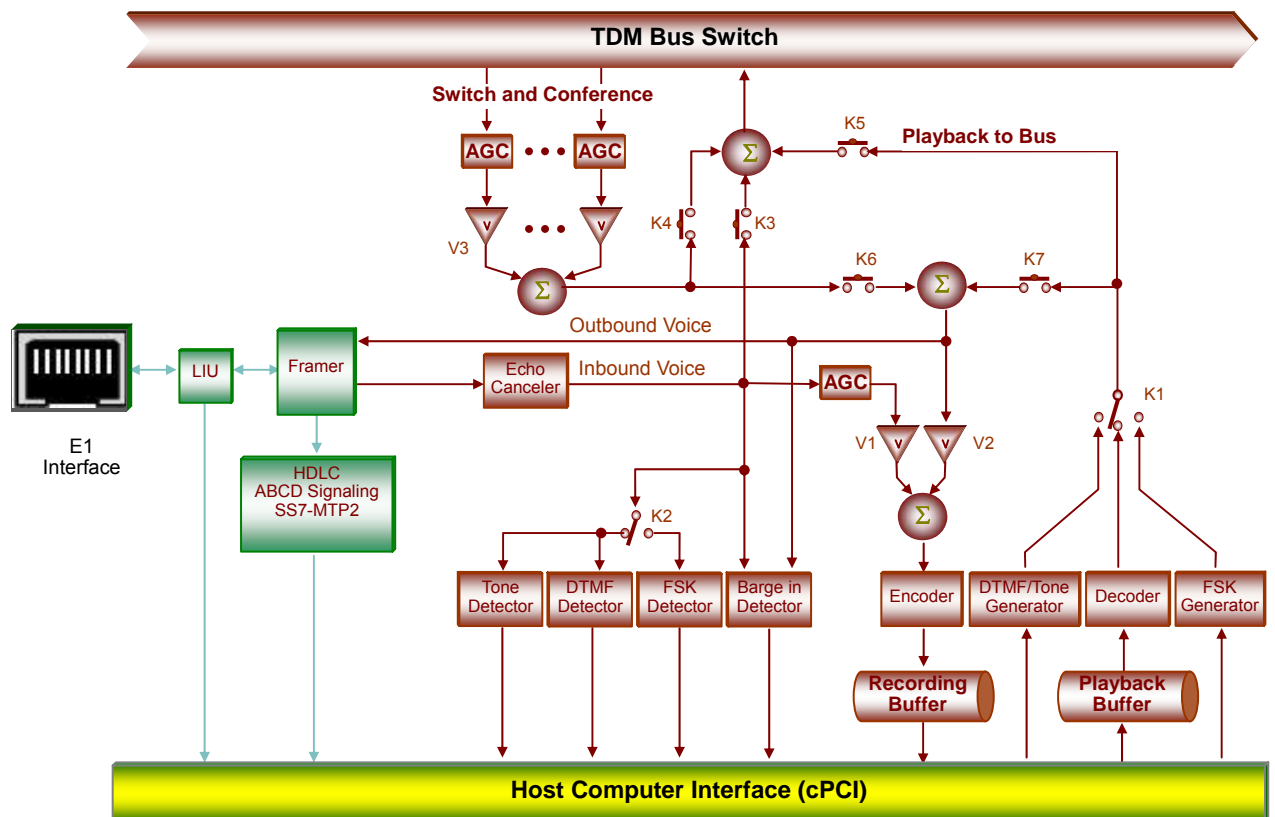 TDM Bus Switch
Switch and Conference
AGC
• • •
AGC
K5
Playback to Bus
Σ
V
• • •
V
V3
K4
K3
Σ
K6
Σ
K7
Outbound Voice
Inbound Voice
LIU
Framer
Echo
Canceler
AGC
K1
E1
Interface
V1
V
V
V2
HDLC
ABCD Signaling
SS7-MTP2
K2
Σ
Tone
Detector
DTMF
Detector
FSK
Detector
Barge in
Detector
Encoder
DTMF/Tone
Generator
Decoder
FSK
Generator
Recording
Buffer
Playback
Buffer
Host Computer Interface (cPCI)